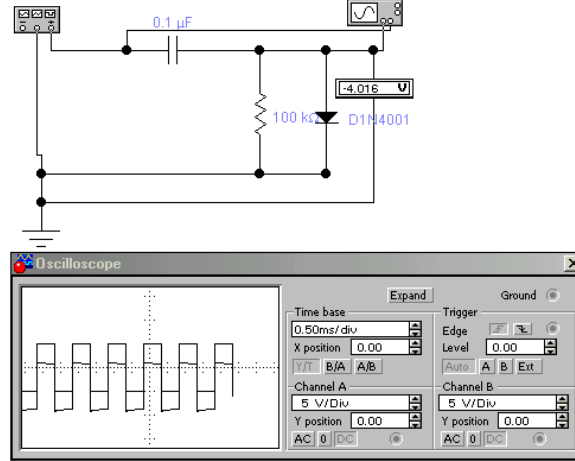 0.1 µF
-4.016 V
100 kΩ
D1N4001
Oscilloscope
Expand
Ground
Time base
Trigger
0.50ms/div
Edge
X position 0.00
Level 0.00
Y/T B/A A/B
Auto A B Ext
Channel A
Channel B
5 V/Div
5 V/Div
Y position 0.00
Y position 0.00
AC 0 DC
AC 0 DC